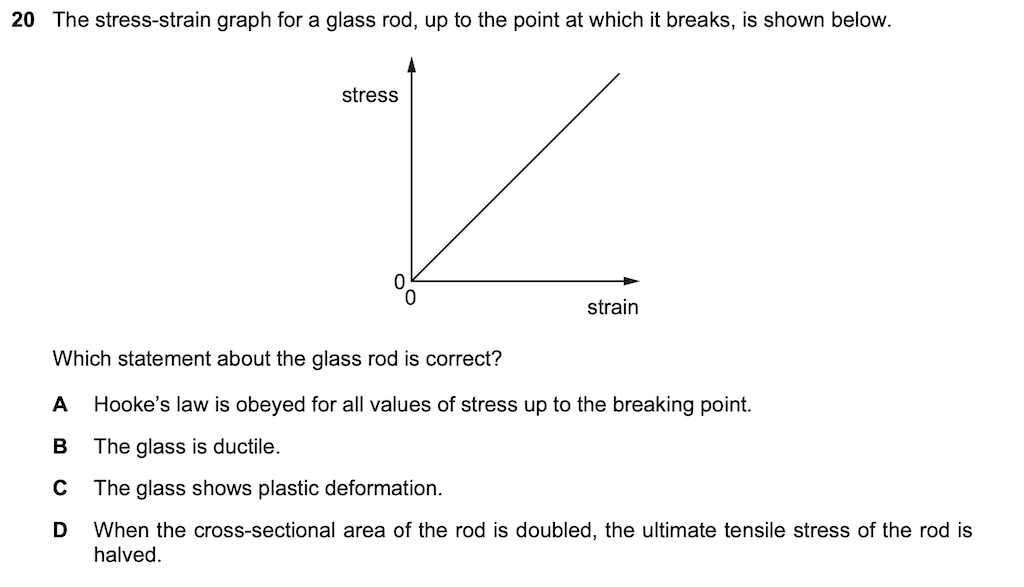 20 The stress-strain graph for a glass rod, up to the point at which it breaks, is shown below.
stress
0
0
strain
Which statement about the glass rod is correct?
A Hooke’s law is obeyed for all values of stress up to the breaking point.
B The glass is ductile.
C The glass shows plastic deformation.
D When the cross-sectional area of the rod is doubled, the ultimate tensile stress of the rod is
halved.